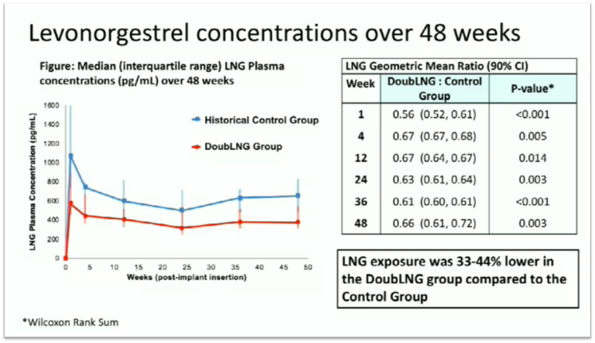 Levonorgestrel concentrations over 48 weeks
Figure: Median (interquartile range) LNG Plasma
concentrations (pg/mL) over 48 weeks
LNG Plasma Concentration (pg/mL)
1600
1400
1200
1000
800
600
400
200
0
Historical Control Group
DoubLNG Group
0 5 10 15 20 25 30 35 40 45 50
Weeks (post-implant insertion)
LNG Geometric Mean Ratio (90% CI)
Week DoubLNG : Control Group P-value*
1 0.56 (0.52, 0.61) <0.001
4 0.67 (0.67, 0.68) 0.005
12 0.67 (0.64, 0.67) 0.014
24 0.63 (0.61, 0.64) 0.003
36 0.61 (0.60, 0.61) <0.001
48 0.66 (0.61, 0.72) 0.003
LNG exposure was 33-44% lower in
the DoubLNG group compared to the
Control Group
*Wilcoxon Rank Sum